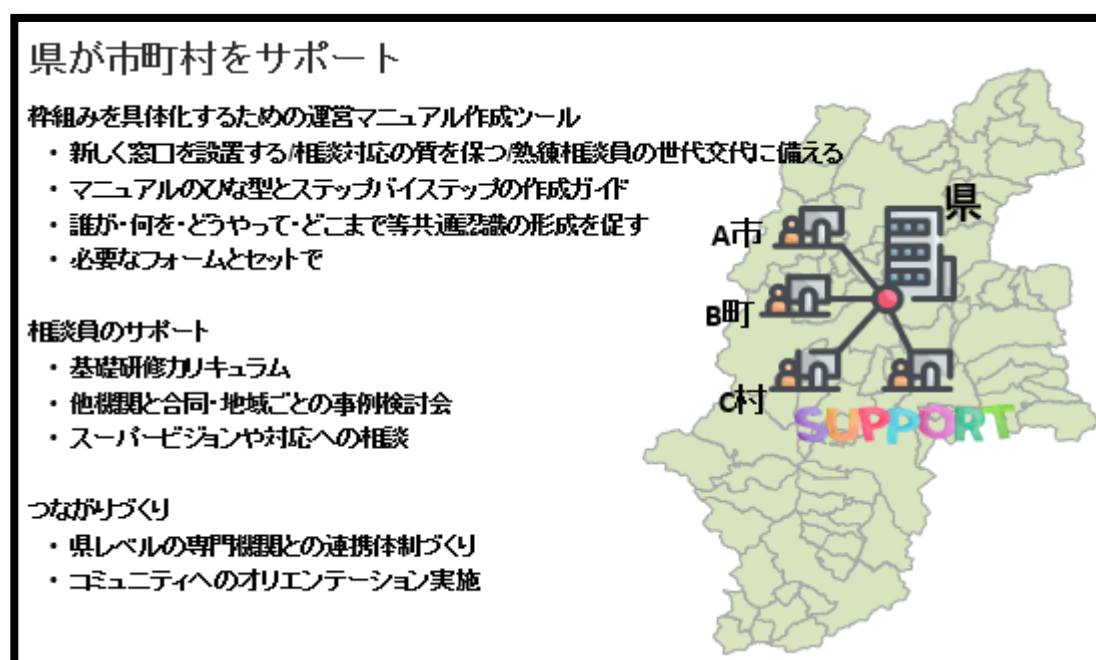 県が市町村をサポート
枠組みを具体化するための運営マニュアル作成ツール
・新しく窓口を設置する/相談対応の質を保つ/熟練相談員の世代交代に備える
・マニュアルのひな型とステップバイステップの作成ガイド
・誰が・何を・どうやって・どこまで等共通認識の形成を促す
・必要なフォームとセットで
相談員のサポート
・基礎研修カリキュラム
・他機関と合同・地域ごとの事例検討会
・スーパービジョンや対応への相談
つながりづくり
・県レベルの専門機関との連携体制づくり
・コミュニティへのオリエンテーション実施
県
A市
B町
C村
SUPPORT